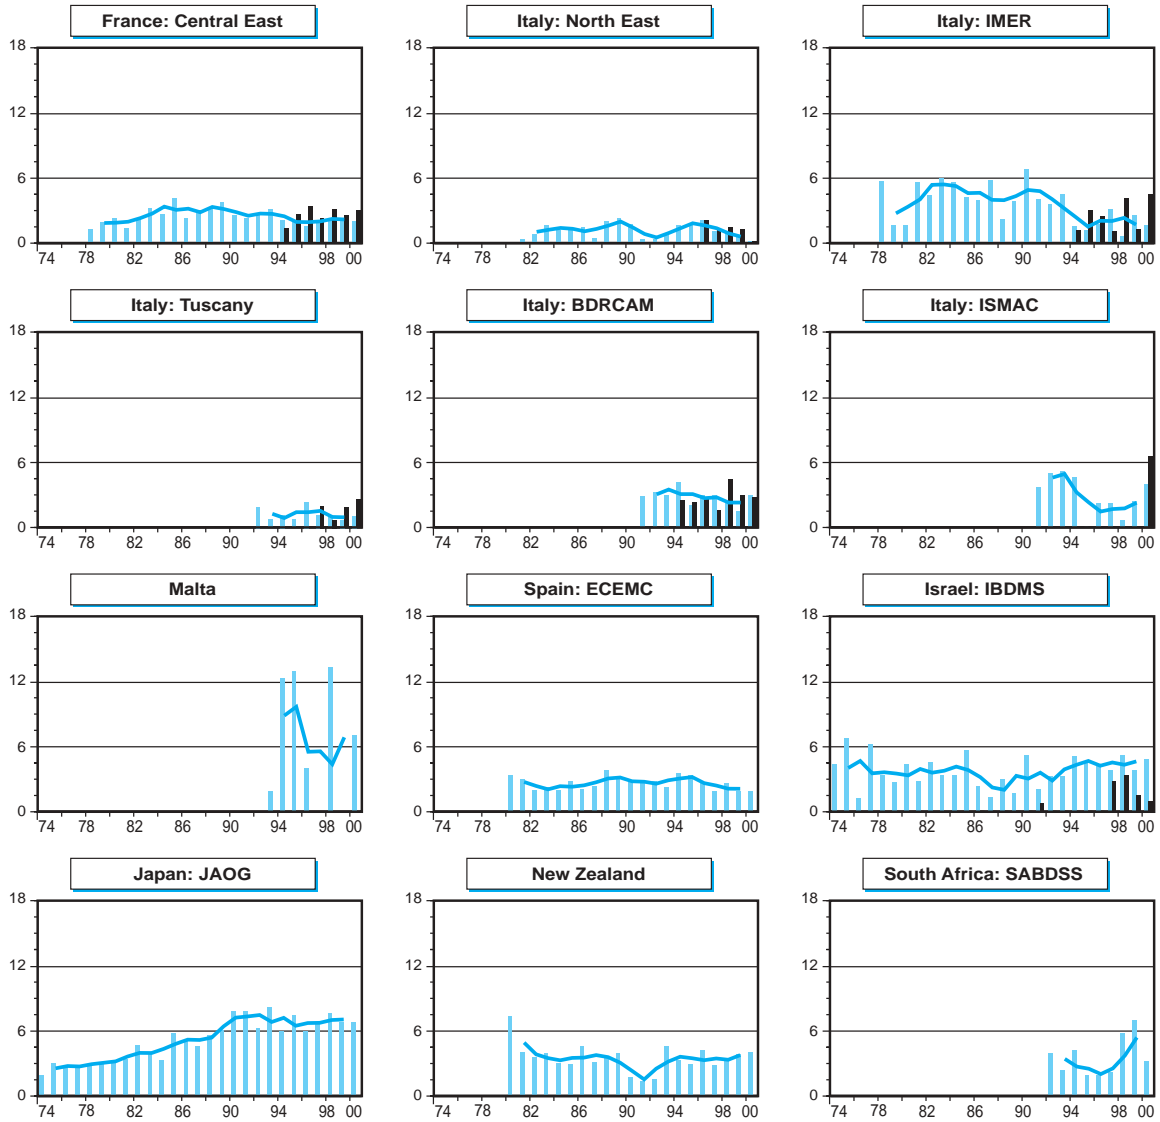 France: Central East
Italy: North East
Italy: IMER
18
12
6
0
74 78 82 86 90 94 98 00
18
12
6
0
74 78 82 86 90 94 98 00
18
12
6
0
74 78 82 86 90 94 98 00
Italy: Tuscany
Italy: BDRCAM
Italy: ISMAC
18
12
6
0
74 78 82 86 90 94 98 00
18
12
6
0
74 78 82 86 90 94 98 00
18
12
6
0
74 78 82 86 90 94 98 00
Malta
Spain: ECEMC
Israel: IBDMS
18
12
6
0
74 78 82 86 90 94 98 00
18
12
6
0
74 78 82 86 90 94 98 00
18
12
6
0
74 78 82 86 90 94 98 00
Japan: JAOG
New Zealand
South Africa: SABDSS
18
12
6
0
74 78 82 86 90 94 98 00
18
12
6
0
74 78 82 86 90 94 98 00
18
12
6
0
74 78 82 86 90 94 98 00